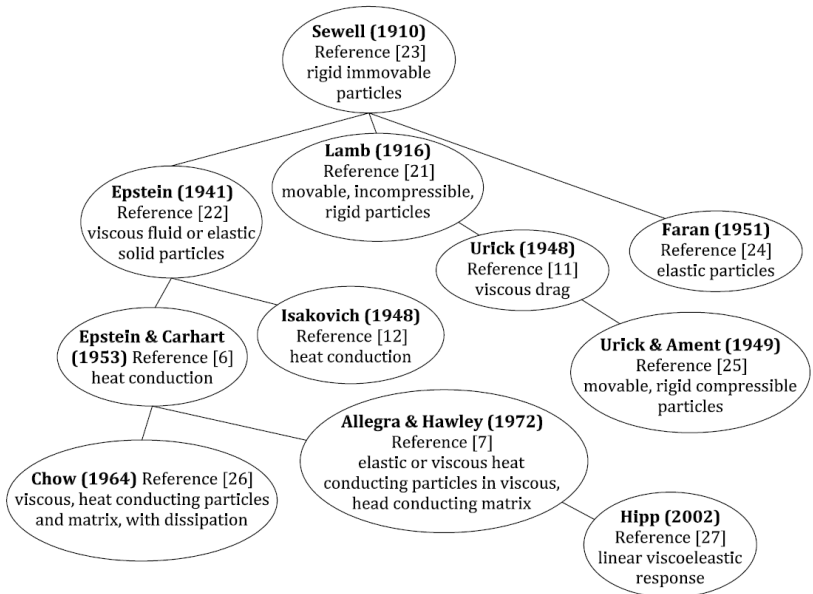 Sewell (1910)
Reference [23]
rigid immovable
particles
Lamb (1916)
Reference [21]
movable, incompressible,
rigid particles
Epstein (1941)
Reference [22]
viscous fluid or elastic
solid particles
Faran (1951)
Reference [24]
elastic particles
Urick (1948)
Reference [11]
viscous drag
Isakovich (1948)
Reference [12]
heat conduction
Epstein & Carhart
(1953) Reference [6]
heat conduction
Urick & Ament (1949)
Reference [25]
movable, rigid compressible
particles
Allegra & Hawley (1972)
Reference [7]
elastic or viscous heat
conducting particles in viscous,
head conducting matrix
Chow (1964) Reference [26]
viscous, heat conducting particles
and matrix, with dissipation
Hipp (2002)
Reference [27]
linear viscoeleastic
response